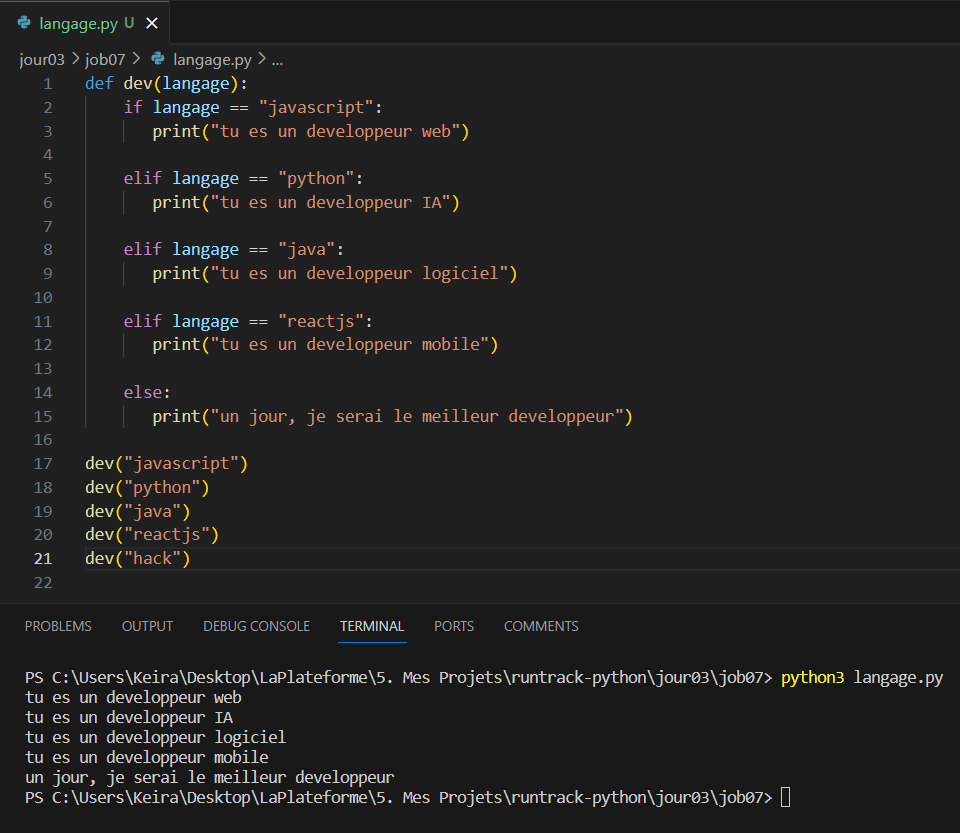 langage.py U ×
jour03 > job07 > langage.py > ...
1 def dev(langage):
2     if langage == "javascript":
3        print("tu es un developpeur web")
4
5     elif langage == "python":
6        print("tu es un developpeur IA")
7
8     elif langage == "java":
9        print("tu es un developpeur logiciel")
10
11     elif langage == "reactjs":
12        print("tu es un developpeur mobile")
13
14     else:
15        print("un jour, je serai le meilleur developpeur")
16
17 dev("javascript")
18 dev("python")
19 dev("java")
20 dev("reactjs")
21 dev("hack")
22
PROBLEMS OUTPUT DEBUG CONSOLE TERMINAL PORTS COMMENTS
PS C:\Users\Keira\Desktop\LaPlateforme\5. Mes Projets\runtrack-python\jour03\job07> python3 langage.py
tu es un developpeur web
tu es un developpeur IA
tu es un developpeur logiciel
tu es un developpeur mobile
un jour, je serai le meilleur developpeur
PS C:\Users\Keira\Desktop\LaPlateforme\5. Mes Projets\runtrack-python\jour03\job07>